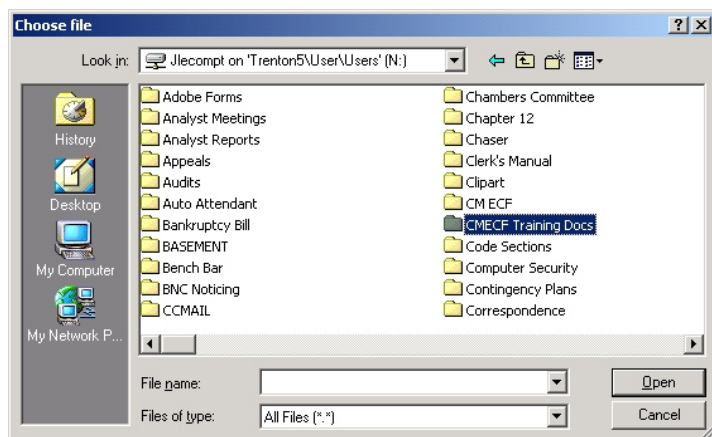 Choose file
Look in: Jlecompt on 'Trenton5\User\Users' (N:)
History
Desktop
My Computer
My Network P...
Adobe Forms
Analyst Meetings
Analyst Reports
Appeals
Audits
Auto Attendant
Bankruptcy Bill
BASEMENT
Bench Bar
BNC Noticing
CCMAIL
Chambers Committee
Chapter 12
Chaser
Clerk's Manual
Clipart
CM ECF
CMECF Training Docs
Code Sections
Computer Security
Contingency Plans
Correspondence
File name:
Open
Files of type: All Files (*.*)
Cancel